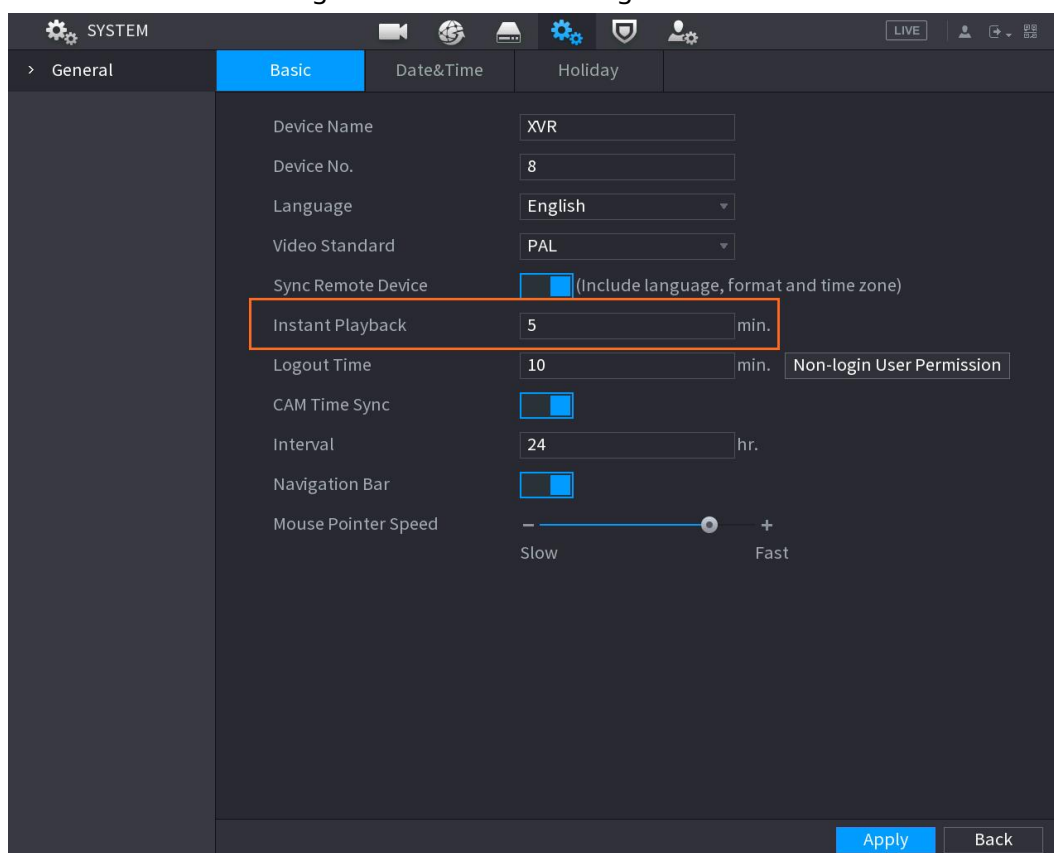 SYSTEM LIVE
> General Basic Date&Time Holiday
Device Name XVR
Device No. 8
Language English
Video Standard PAL
Sync Remote Device (Include language, format and time zone)
Instant Playback 5 min.
Logout Time 10 min. Non-login User Permission
CAM Time Sync
Interval 24 hr.
Navigation Bar
Mouse Pointer Speed − +
Slow Fast
Apply Back